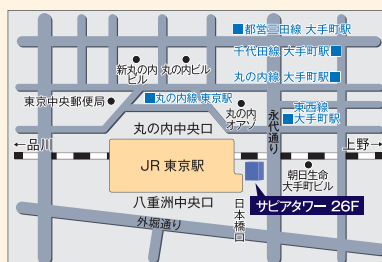 都営三田線 大手町駅
千代田線 大手町駅
新丸の内
ビル
丸の内ビル
丸の内線 大手町駅
丸の内線 東京駅
東京中央郵便局
丸の内
オアゾ
東西線
大手町駅
永代通り
丸の内中央口
←品川
上野→
JR 東京駅
朝日生命
大手町ビル
八重洲中央口
日本橋口
サピアタワー 26F
外堀通り